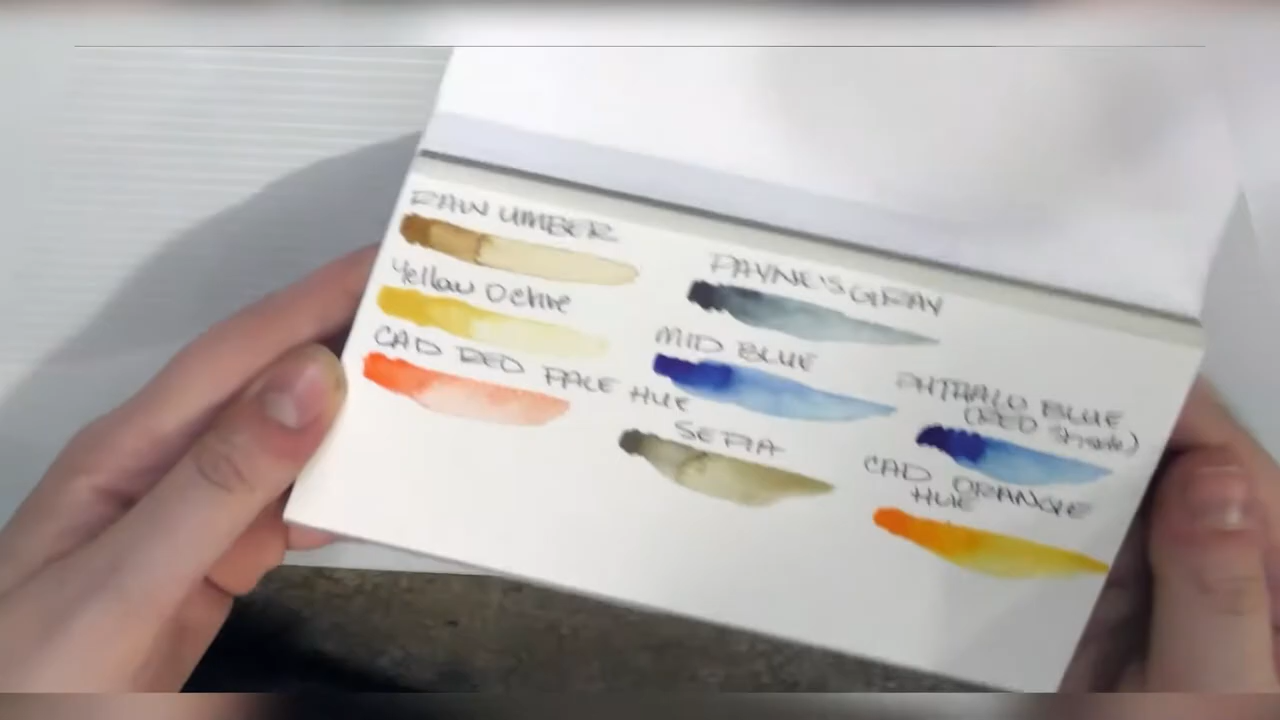 RAW UMBER
Yellow Ochre
CAD RED PALE HUE
PAYNE'S GRAY
MID BLUE
SEPIA
PHTHALO BLUE
(RED Shade)
CAD ORANGE
HUE